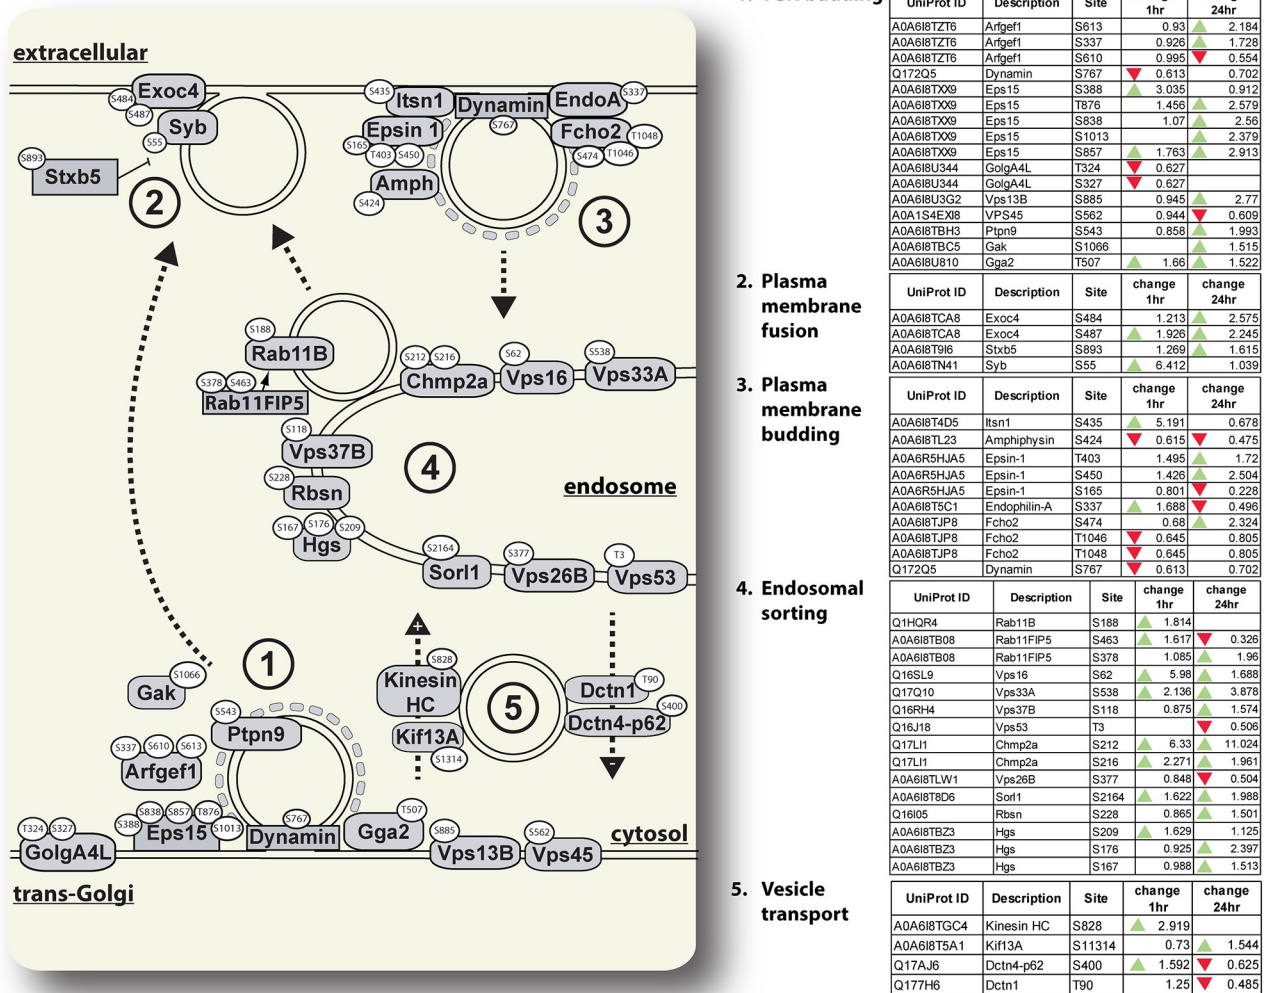 extracellular
Exoc4
S484
S487
Syb
S55
S893
Stxb5
2
S435
Itsn1
Dynamin
S767
EndoA
S337
Epsin 1
S165
T403
S450
Fcho2
T1048
S474
T1046
Amph
S424
3
S188
Rab11B
S378
S463
Rab11FIP5
S212
S216
Chmp2a
S62
Vps16
S538
Vps33A
S118
Vps37B
4
S228
Rbsn
endosome
S167
S176
S209
Hgs
S2164
Sorl1
S377
Vps26B
T3
Vps53
1
+
S1066
Gak
S828
Kinesin
HC
5
Dctn1
T90
S400
Dctn4-p62
S543
Ptpn9
Kif13A
S1314
-
S337
S610
S613
Arfgef1
S838
S857
T876
S388
Eps15
S1013
S767
Dynamin
T507
Gga2
T324
S327
GolgA4L
S885
Vps13B
S562
Vps45
cytosol
trans-Golgi
UniProt ID Description Site 1hr 24hr
A0A6I8TZT6 Arfgef1 S613 0.93 2.184
A0A6I8TZT6 Arfgef1 S337 0.926 1.728
A0A6I8TZT6 Arfgef1 S610 0.995 0.554
Q172Q5 Dynamin S767 0.613 0.702
A0A6I8TXX9 Eps15 S388 3.035 0.912
A0A6I8TXX9 Eps15 T876 1.456 2.579
A0A6I8TXX9 Eps15 S838 1.07 2.56
A0A6I8TXX9 Eps15 S1013 2.379
A0A6I8TXX9 Eps15 S857 1.763 2.913
A0A6I8U344 GolgA4L T324 0.627
A0A6I8U344 GolgA4L S327 0.627
A0A6I8U3G2 Vps13B S885 0.945 2.77
A0A1S4EXI8 VPS45 S562 0.944 0.609
A0A6I8TBH3 Ptpn9 S543 0.858 1.993
A0A6I8TBC5 Gak S1066 1.515
A0A6I8U810 Gga2 T507 1.66 1.522
2. Plasma
membrane
fusion
UniProt ID Description Site change 1hr change 24hr
A0A6I8TCA8 Exoc4 S484 1.213 2.575
A0A6I8TCA8 Exoc4 S487 1.926 2.245
A0A6I8T9I6 Stxb5 S893 1.269 1.615
A0A6I8TN41 Syb S55 6.412 1.039
3. Plasma
membrane
budding
UniProt ID Description Site change 1hr change 24hr
A0A6I8T4D5 Itsn1 S435 5.191 0.678
A0A6I8TL23 Amphiphysin S424 0.615 0.475
A0A6R5HJA5 Epsin-1 T403 1.495 1.72
A0A6R5HJA5 Epsin-1 S450 1.426 2.504
A0A6R5HJA5 Epsin-1 S165 0.801 0.228
A0A6I8T5C1 Endophilin-A S337 1.688 0.496
A0A6I8TJP8 Fcho2 S474 0.68 2.324
A0A6I8TJP8 Fcho2 T1046 0.645 0.805
A0A6I8TJP8 Fcho2 T1048 0.645 0.805
Q172Q5 Dynamin S767 0.613 0.702
4. Endosomal
sorting
UniProt ID Description Site change 1hr change 24hr
Q1HQR4 Rab11B S188 1.814
A0A6I8TB08 Rab11FIP5 S463 1.617 0.326
A0A6I8TB08 Rab11FIP5 S378 1.085 1.96
Q16SL9 Vps16 S62 5.98 1.688
Q17Q10 Vps33A S538 2.136 3.878
Q16RH4 Vps37B S118 0.875 1.574
Q16J18 Vps53 T3 0.506
Q17LI1 Chmp2a S212 6.33 11.024
Q17LI1 Chmp2a S216 2.271 1.961
A0A6I8TLW1 Vps26B S377 0.848 0.504
A0A6I8T8D6 Sorl1 S2164 1.622 1.988
Q16I05 Rbsn S228 0.865 1.501
A0A6I8TBZ3 Hgs S209 1.629 1.125
A0A6I8TBZ3 Hgs S176 0.925 2.397
A0A6I8TBZ3 Hgs S167 0.988 1.513
5. Vesicle
transport
UniProt ID Description Site change 1hr change 24hr
A0A6I8TGC4 Kinesin HC S828 2.919
A0A6I8T5A1 Kif13A S11314 0.73 1.544
Q17AJ6 Dctn4-p62 S400 1.592 0.625
Q177H6 Dctn1 T90 1.25 0.485